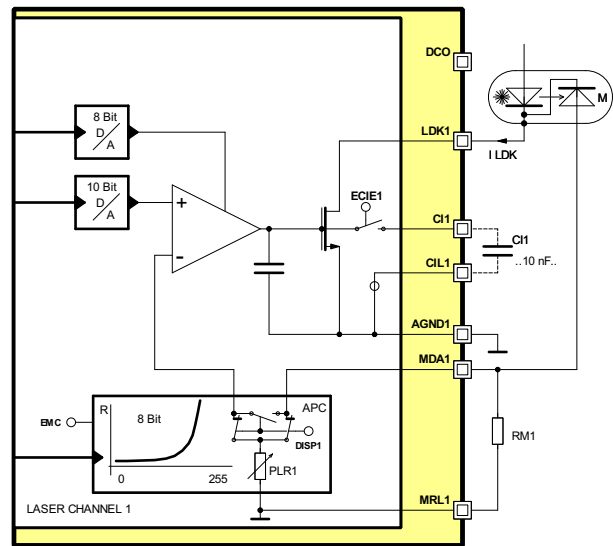 DCO
M
8 Bit
D
A
LDK1
I LDK
10 Bit
D
A
ECIE1
+
CI1
-
CI1
..10 nF..
CIL1
AGND1
MDA1
R
8 Bit
APC
EMC
DISP1
RM1
PLR1
0
255
MRL1
LASER CHANNEL 1